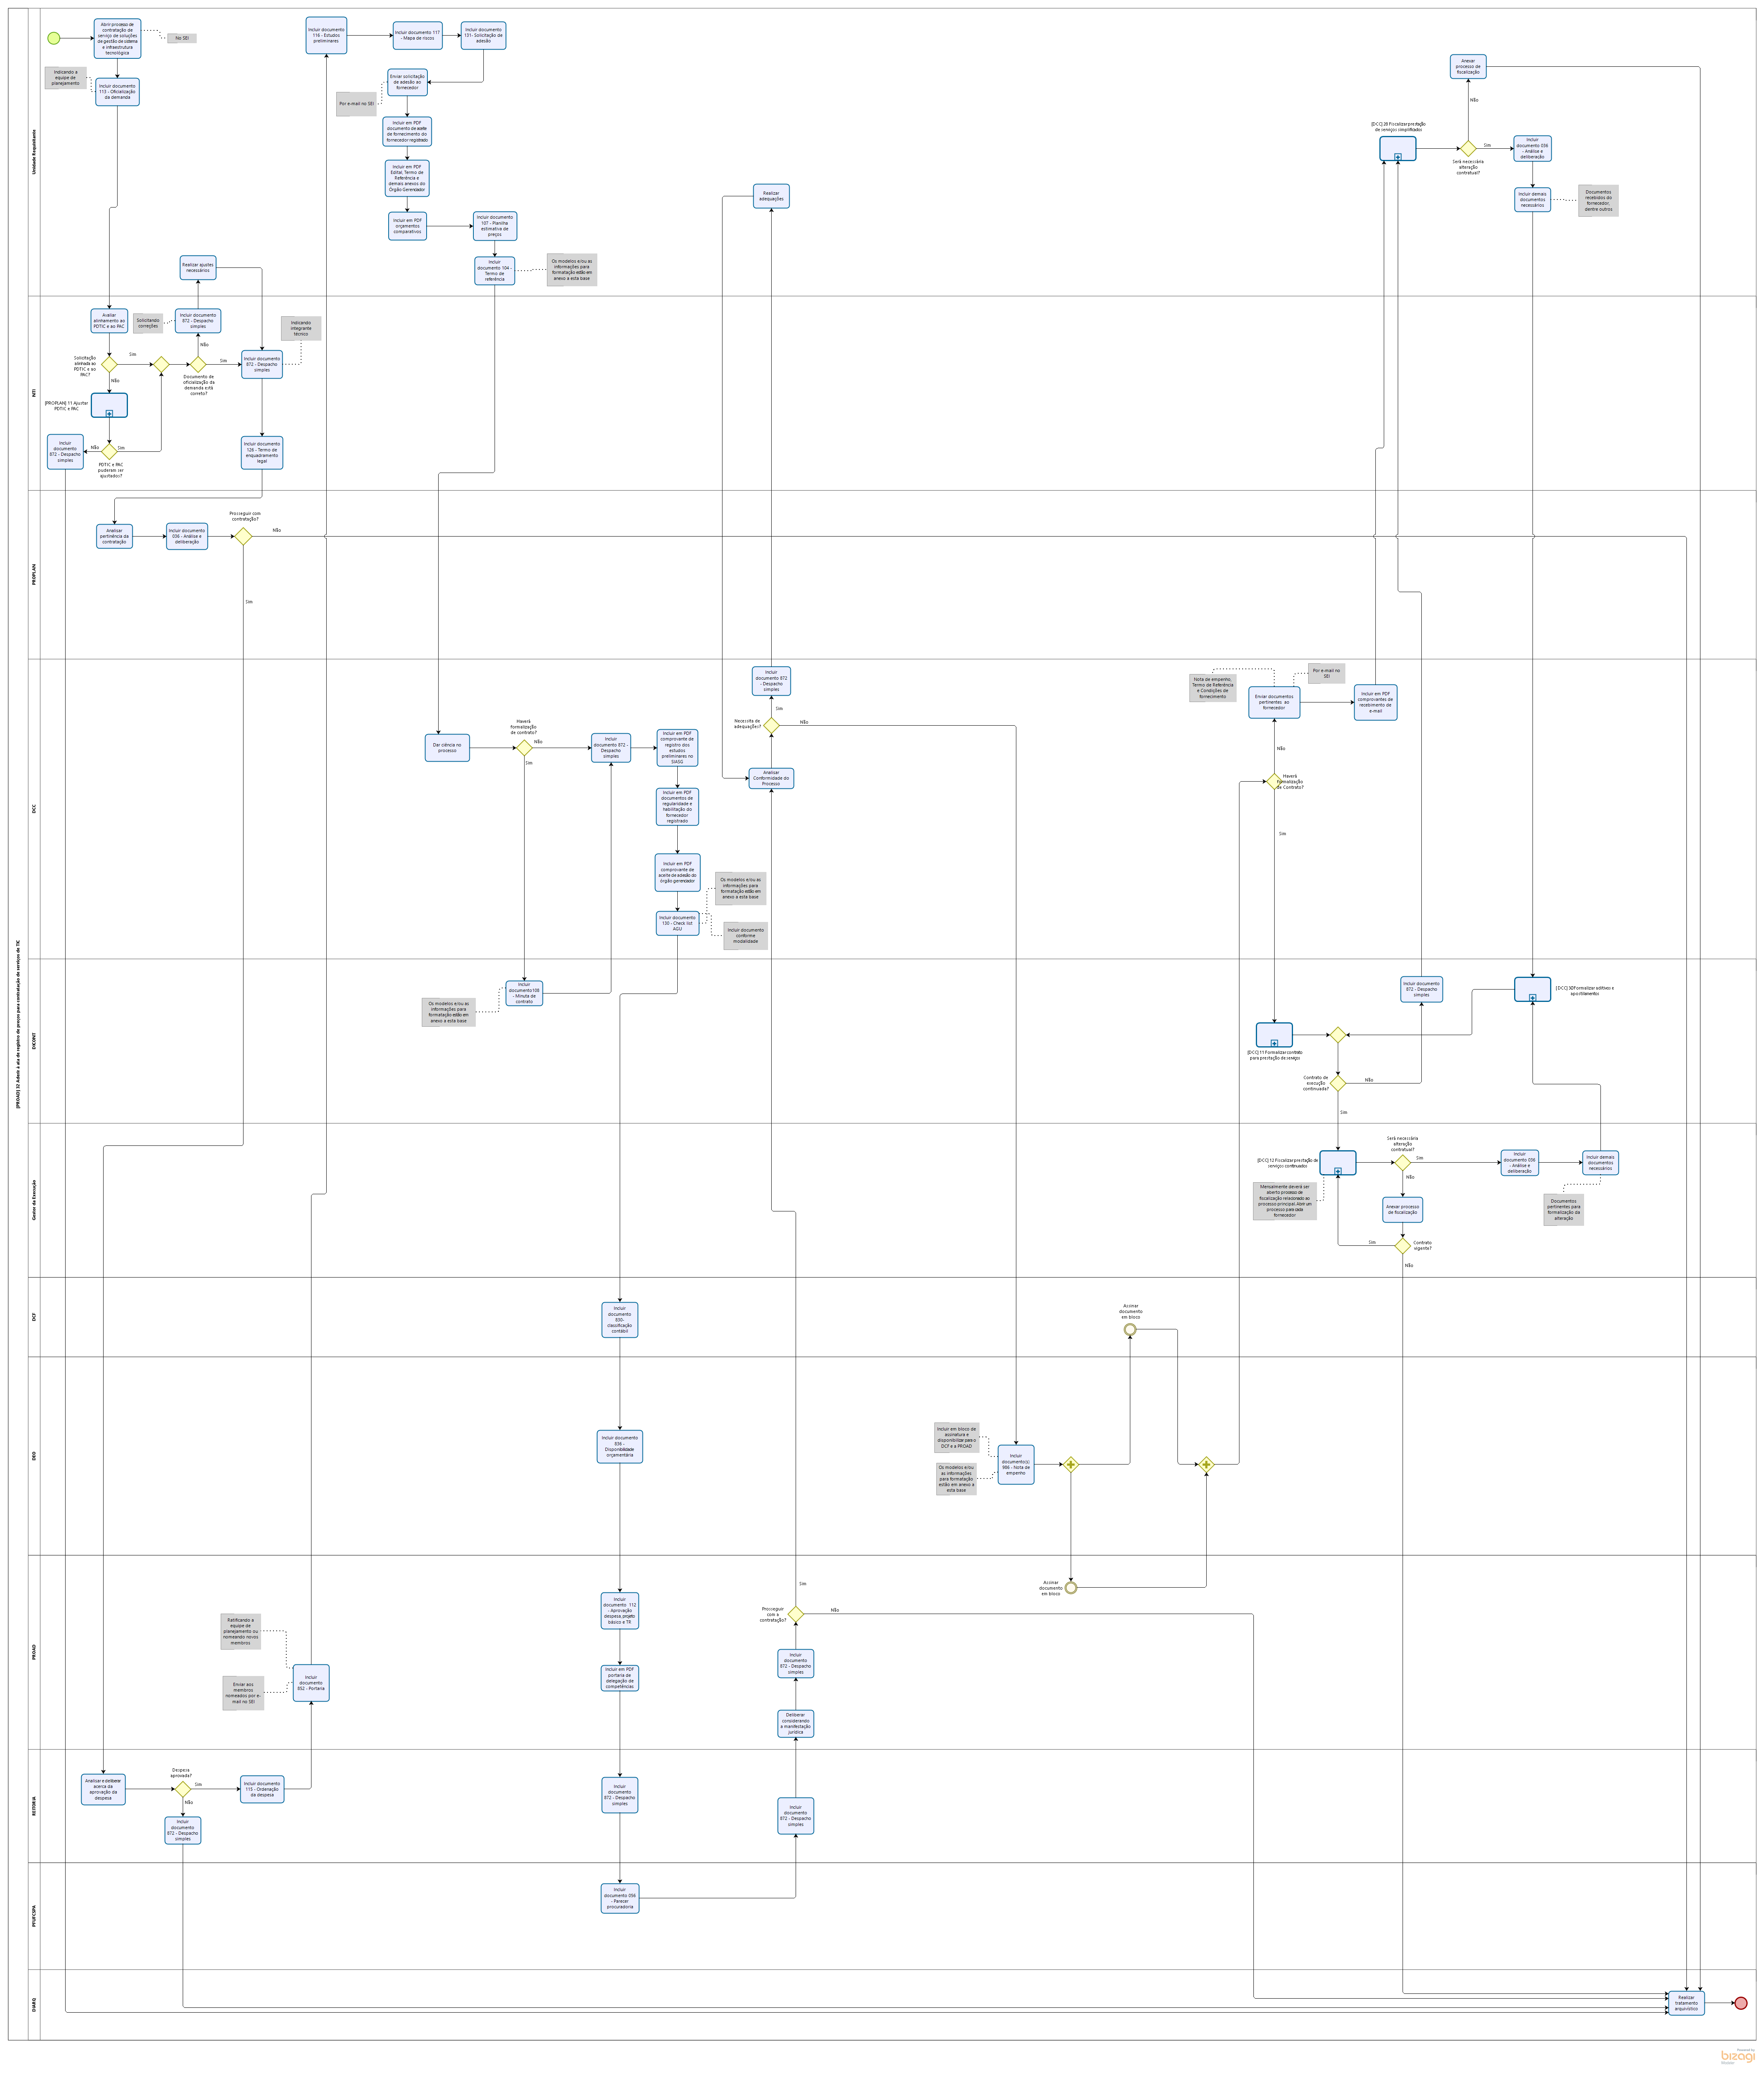 [PROAD] 32 Aderir à ata de registro de preços para contratação de serviços de TIC
Unidade Requisitante
Abrir processo de
contratação de
serviço de soluções
de gestão de sistema
e infraestrutura
tecnológica
No SEI
Indicando a
equipe de
planejamento
Incluir documento
113 - Oficialização
da demanda
Incluir documento
116 - Estudos
preliminares
Incluir documento 117
- Mapa de riscos
Incluir documento
131- Solicitação de
adesão
Enviar solicitação
de adesão ao
fornecedor
Por e-mail no SEI
Incluir em PDF
documento de aceite
de fornecimento do
fornecedor registrado
Incluir em PDF
Edital, Termo de
Referência e
demais anexos do
Órgão Gerenciador
Incluir em PDF
orçamentos
comparativos
Incluir documento
107 - Planilha
estimativa de
preços
Incluir
documento 104 -
Termo de
referência
Os modelos e/ou as
informações para
formatação estão em
anexo a esta base
Realizar ajustes
necessários
Realizar
adequações
Anexar
processo de
fiscalização
Não
[DCC] 20 Fiscalizar prestação
de serviços simplificados
Será necessária
alteração
contratual?
Sim
Incluir
documento 036
- Análise e
deliberação
Incluir demais
documentos
necessários
Documentos
recebidos do
fornecedor,
dentre outros
NTI
Avaliar
alinhamento ao
PDTIC e ao PAC
Solicitação
alinhada ao
PDTIC e ao
PAC?
Sim
Não
[PROPLAN] 11 Ajustar
PDTIC e PAC
PDTIC e PAC
puderam ser
ajustados?
Não
Sim
Incluir
documento
872 - Despacho
simples
Solicitando
correções
Incluir documento
872 - Despacho
simples
Não
Documento de
oficialização da
demanda está
correto?
Sim
Incluir documento
872 - Despacho
simples
Indicando
integrante
técnico
Incluir documento
126 - Termo de
enquadramento
legal
PROPLAN
Analisar
pertinência da
contratação
Incluir documento
036 - Análise e
deliberação
Prosseguir com
contratação?
Não
Sim
DCC
Dar ciência no
processo
Haverá
formalização
de contrato?
Não
Sim
Incluir
documento 872 -
Despacho
simples
Incluir em PDF
comprovante de
registro dos
estudos
preliminares no
SIASG
Incluir em PDF
documentos de
regularidade e
habilitação do
fornecedor
registrado
Incluir em PDF
comprovante de
aceite de adesão do
órgão gerenciador
Incluir documento
130 - Check list
AGU
Os modelos e/ou as
informações para
formatação estão em
anexo a esta base
Incluir documento
conforme
modalidade
Incluir
documento 872
- Despacho
simples
Sim
Necessita de
adequações?
Não
Analisar
Conformidade do
Processo
Nota de empenho,
Termo de Referência
e Condições de
fornecimento
Enviar documentos
pertinentes ao
fornecedor
Por e-mail no
SEI
Incluir em PDF
comprovantes de
recebimento de
e-mail
Não
Haverá
Formalização
de Contrato?
Sim
DICONT
Os modelos e/ou as
informações para
formatação estão em
anexo a esta base
Incluir
documento108
- Minuta de
contrato
[DCC] 11 Formalizar contrato
para prestação de serviço
Contrato de
execução
continuada?
Não
Sim
Incluir documento
872 - Despacho
simples
[DCC] 30 Formalizar aditivos e
apostilamentos
Gestor da Execução
[DCC] 12 Fiscalizar prestação de
serviços continuados
Mensalmente deverá ser
aberto processo de
fiscalização relacionado ao
processo principal. Abrir um
processo para cada
fornecedor
Será necessária
alteração
contratual?
Sim
Não
Incluir
documento 036
- Análise e
deliberação
Incluir demais
documentos
necessários
Documentos
pertinentes para
formalização da
alteração
Anexar processo
de fiscalização
Sim
Contrato
vigente?
Não
DCF
Incluir
documento
830-
classificação
contábil
Assinar
documento
em bloco
DEO
Incluir documento
836 -
Disponibilidade
orçamentária
Incluir em bloco de
assinatura e
disponibilizar para o
DCF e a PROAD
Os modelos e/ou
as informações
para formatação
estão em anexo a
esta base
Incluir
documento(s)
986 - Nota de
empenho
PROAD
Ratificando a
equipe de
planejamento ou
nomeando novos
membros
Enviar aos
membros
nomeados por e-
mail no SEI
Incluir
documento
852 - Portaria
Incluir
documento 112
- Aprovação
despesa, projeto
básico e TR
Incluir em PDF
portaria de
delegação de
competências
Sim
Prosseguir
com a
contratação?
Não
Incluir
documento
872 - Despacho
simples
Deliberar
considerando
a manifestação
jurídica
Assinar
documento
em bloco
REITORIA
Analisar e deliberar
acerca da
aprovação da
despesa
Despesa
aprovada?
Sim
Não
Incluir documento
115 - Ordenação
da despesa
Incluir
documento
872 - Despacho
simples
Incluir
documento
872 - Despacho
simples
Incluir
documento
872 - Despacho
simples
PFUFCSPA
Incluir
documento 056
- Parecer
procuradoria
DIARQ
Realizar
tratamento
arquivístico
Powered by
bizagi
Modeler